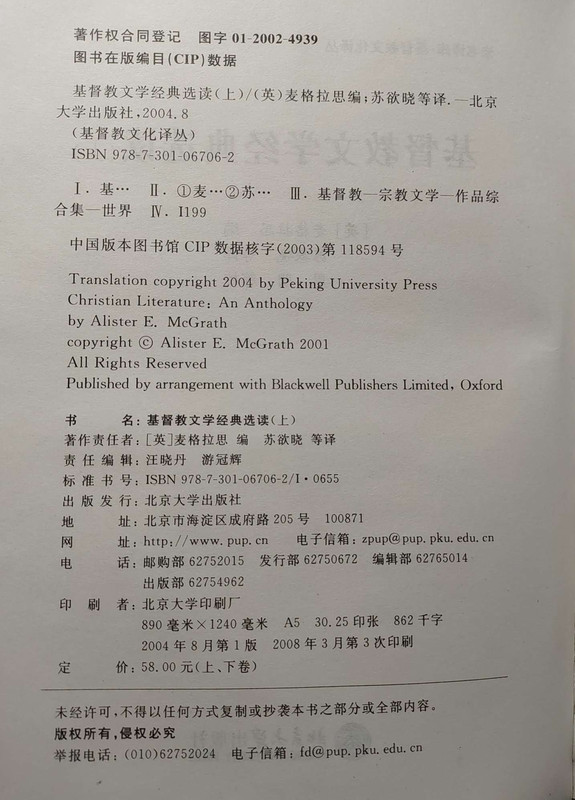 著作权合同登记 图字 01-2002-4939
图书在版编目(CIP)数据
基督教文学经典选读(上)/(英)麦格拉思编;苏欲晓等译.—北京
大学出版社,2004.8
(基督教文化译丛)
ISBN 978-7-301-06706-2
Ⅰ.基… Ⅱ.①麦…②苏… Ⅲ.基督教—宗教文学—作品综
合集—世界 Ⅳ.I199
中国版本图书馆 CIP 数据核字(2003)第 118594 号
Translation copyright 2004 by Peking University Press
Christian Literature: An Anthology
by Alister E. McGrath
copyright ⓒ Alister E. McGrath 2001
All Rights Reserved
Published by arrangement with Blackwell Publishers Limited, Oxford
书 名:基督教文学经典选读(上)
著作责任者:[英]麦格拉思 编 苏欲晓 等译
责任编辑:汪晓丹 游冠辉
标准书号:ISBN 978-7-301-06706-2/I·0655
出版发行:北京大学出版社
地 址:北京市海淀区成府路 205 号 100871
网 址:http://www.pup.cn 电子信箱:zpup@pup.pku.edu.cn
电 话:邮购部 62752015 发行部 62750672 编辑部 62765014
出版部 62754962
印刷者:北京大学印刷厂
890 毫米×1240 毫米 A5 30.25 印张 862 千字
2004 年 8 月第 1 版 2008 年 3 月第 3 次印刷
定 价:58.00 元(上、下卷)
未经许可,不得以任何方式复制或抄袭本书之部分或全部内容。
版权所有,侵权必究
举报电话:(010)62752024 电子信箱:fd@pup.pku.edu.cn